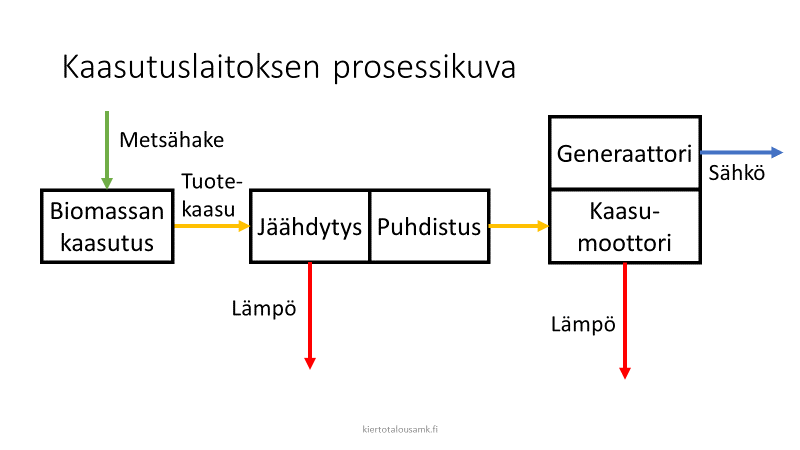 Kaasutuslaitoksen prosessikuva
Metsähake
Tuote-
kaasu
Biomassan
kaasutus
Jäähdytys
Puhdistus
Generaattori
Kaasu-
moottori
Sähkö
Lämpö
Lämpö
kiertotalousamk.fi